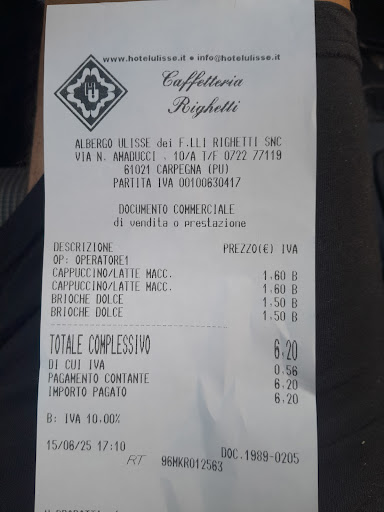 www.hotelulisse.it ● info@hotelulisse.it
HU
Caffetteria
Righetti
ALBERGO ULISSE dei F.LLI RIGHETTI SNC
VIA N. AMADUCCI , 10/A T/F 0722 77119
61021 CARPEGNA (PU)
PARTITA IVA 00100630417
DOCUMENTO COMMERCIALE
di vendita o prestazione
DESCRIZIONE PREZZO(€) IVA
OP: OPERATORE1
CAPPUCCINO/LATTE MACC. 1.60 B
CAPPUCCINO/LATTE MACC. 1.60 B
BRIOCHE DOLCE 1.50 B
BRIOCHE DOLCE 1.50 B
TOTALE COMPLESSIVO 6.20
DI CUI IVA 0.56
PAGAMENTO CONTANTE 6.20
IMPORTO PAGATO 6.20
B: IVA 10.00%
15/06/25 17:10 DOC.1989-0205
RT 96MKR012563